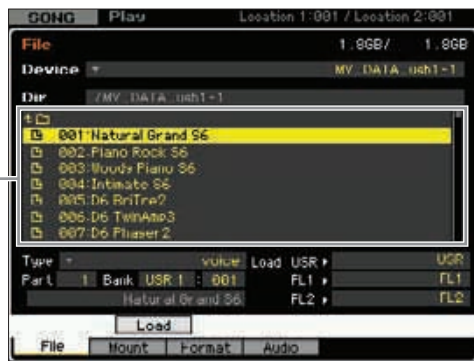 SONG Play Location 1:001 / Location 2:001
File 1.8GB/ 1.8GB
Device MY_DATA_usb1-1
Dir /MY_DATA_usb1-1
001:Natural Grand S6
002:Piano Rock S6
003:Woody Piano S6
004:Intimate S6
005:D6 BriTre2
006:D6 TwinAmp3
007:D6 Phaser2
Type voice Load USR USR
Part 1 Bank USR 1 : 001 FL1 FL1
Natural Grand S6 FL2 FL2
Load
File Mount Format Audio